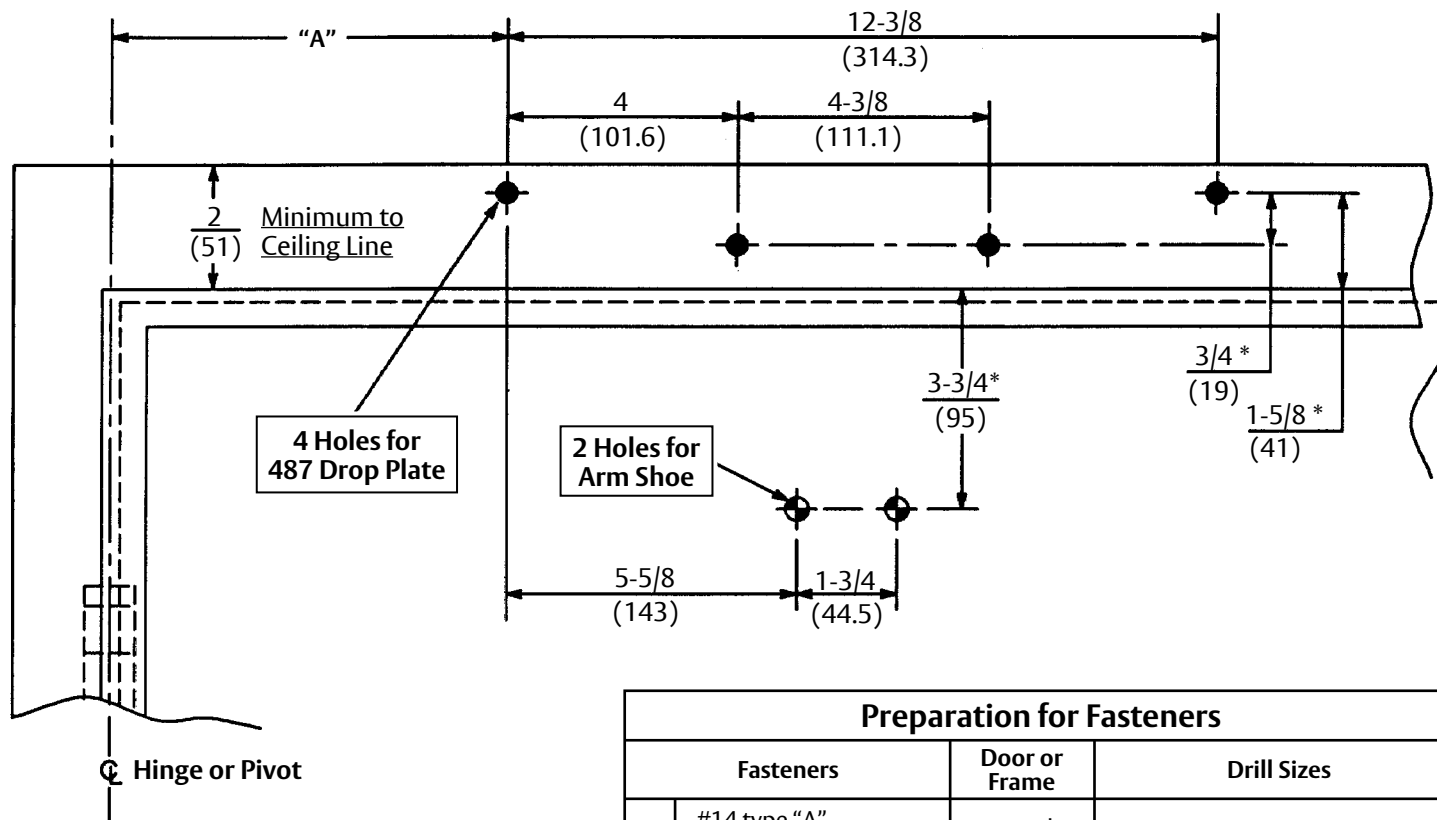 “A”
12-3/8
(314.3)
4
(101.6)
4-3/8
(111.1)
2
(51)
Minimum to
Ceiling Line
3/4 *
(19)
1-5/8 *
(41)
3-3/4*
(95)
4 Holes for
487 Drop Plate
2 Holes for
Arm Shoe
5-5/8
(143)
1-3/4
(44.5)
℄ Hinge or Pivot
Preparation for Fasteners
Fasteners
Door or
Frame
Drill Sizes
#14 type “A”